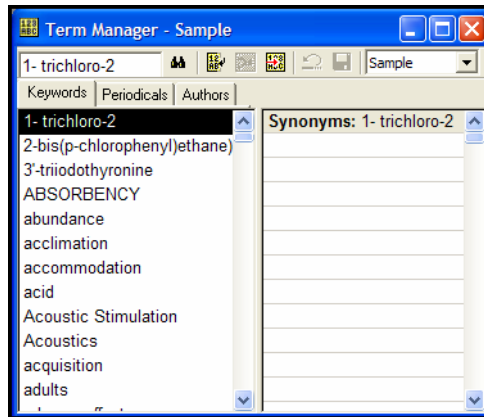 Term Manager - Sample
1- trichloro-2
Sample
Keywords Periodicals Authors
1- trichloro-2
Synonyms: 1- trichloro-2
2-bis(p-chlorophenyl)ethane)
3'-triiodothyronine
ABSORBENCY
abundance
acclimation
accommodation
acid
Acoustic Stimulation
Acoustics
acquisition
adults